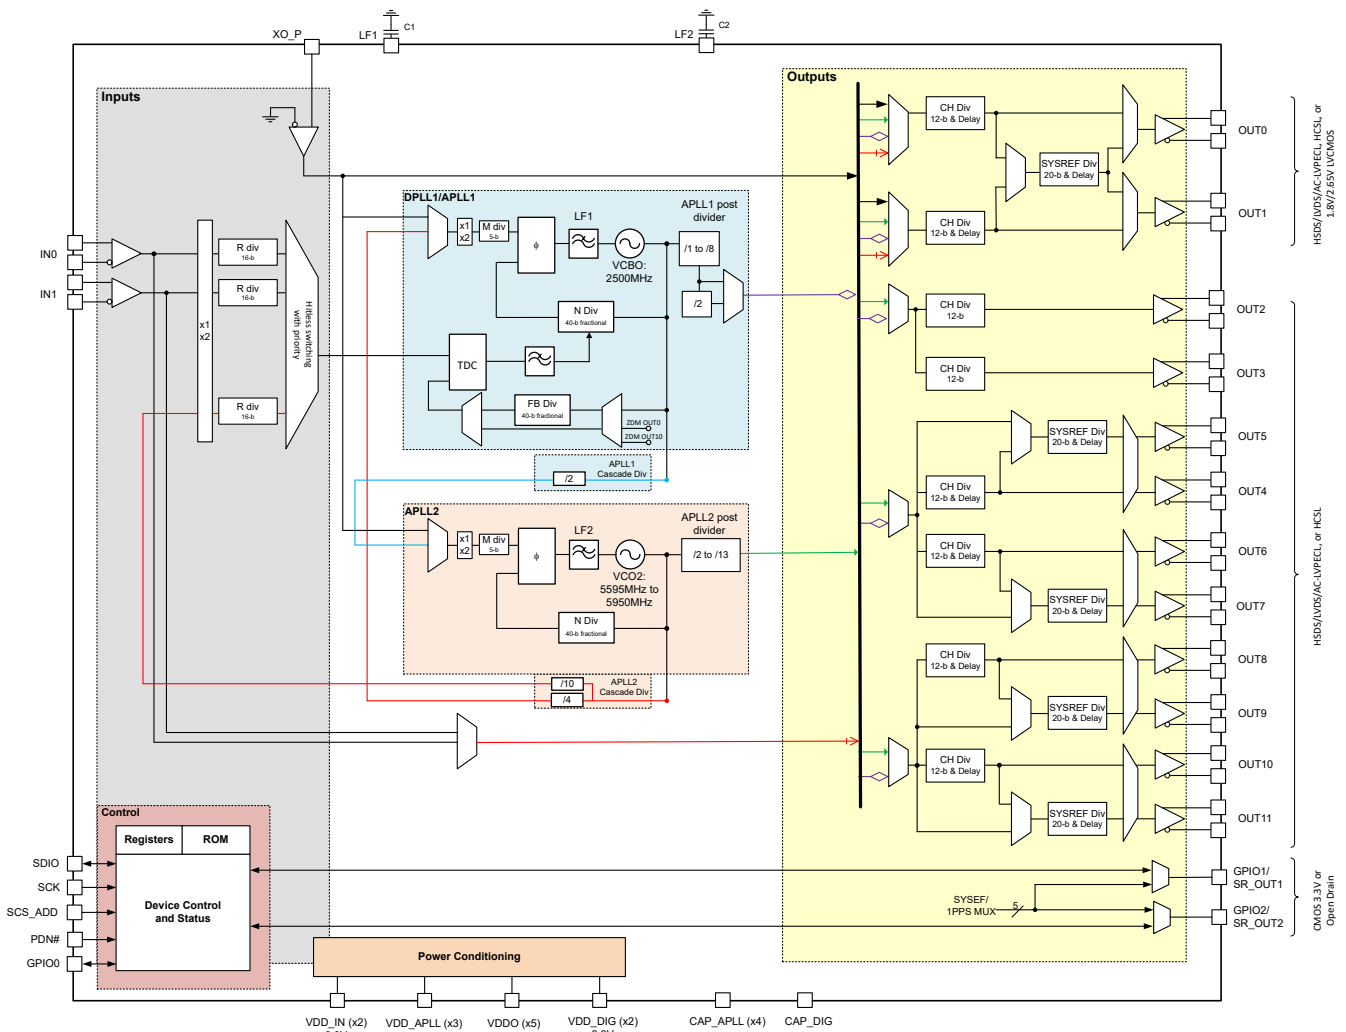 C1
C2
XO_P
LF1
LF2
Inputs
Outputs
CH Div
12-b & Delay
OUT0
SYSREF Div
20-b & Delay
HSDS/LVDS/AC-LVPECL, HCSL, or
1.8V/2.65V LVCMOS
DPLL1/APLL1
APLL1 post
divider
LF1
x1
x2
M div
5-b
ϕ
/1 to /8
CH Div
12-b & Delay
OUT1
IN0
R div
16-b
VCBO:
2500MHz
IN1
R div
16-b
/2
N Div
40-b fractional
CH Div
12-b
OUT2
x1
x2
Hitless switching
with priority
TDC
CH Div
12-b
OUT3
R div
16-b
FB Div
40-b fractional
ZDM OUT0
ZDM OUT10
SYSREF Div
20-b & Delay
OUT5
APLL1
Cascade Div
/2
CH Div
12-b & Delay
OUT4
APLL2
APLL2 post
divider
LF2
x1
x2
M div
5-b
ϕ
/2 to /13
CH Div
12-b & Delay
OUT6
VCO2:
5595MHz to
5950MHz
SYSREF Div
20-b & Delay
OUT7
HSDS/LVDS/AC-LVPECL, or HCSL
N Div
40-b fractional
CH Div
12-b & Delay
OUT8
/10
/4
APLL2
Cascade Div
SYSREF Div
20-b & Delay
OUT9
CH Div
12-b & Delay
OUT10
SYSREF Div
20-b & Delay
OUT11
Control
Registers
ROM
Device Control
and Status
SDIO
SCK
SCS_ADD
PDN#
GPIO0
GPIO1/
SR_OUT1
SYSEF/
1PPS MUX
5
GPIO2/
SR_OUT2
CMOS 3.3V or
Open Drain
Power Conditioning
VDD_IN (x2)
VDD_APLL (x3)
VDDO (x5)
VDD_DIG (x2)
CAP_APLL (x4)
CAP_DIG